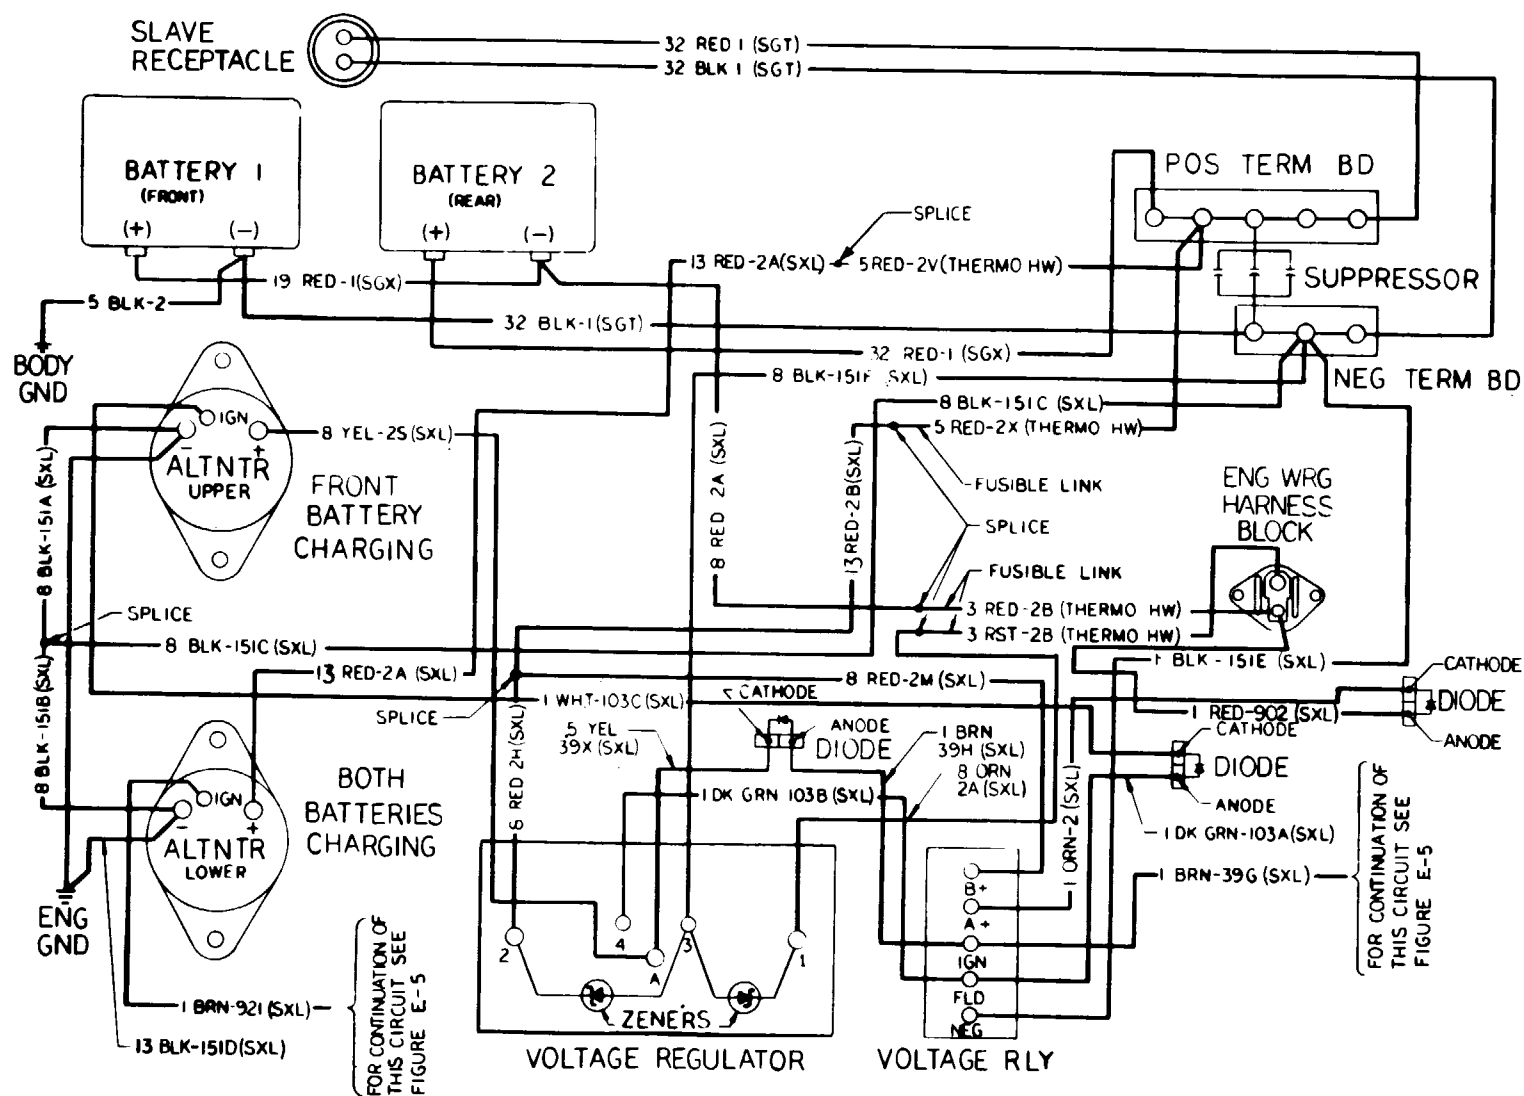 SLAVE
RECEPTACLE
32 RED 1 (SGT)
32 BLK 1 (SGT)
BATTERY 1
(FRONT)
(+) (-)
BATTERY 2
(REAR)
(+) (-)
POS TERM BD
SPLICE
13 RED-2A(SXL)
5 RED-2V(THERMO HW)
SUPPRESSOR
19 RED-1(SGX)
5 BLK-2
32 BLK-1(SGT)
32 RED-1 (SGX)
BODY
GND
NEG TERM BD
8 BLK-151F (SXL)
8 BLK-151C (SXL)
5 RED-2X (THERMO HW)
IGN
- +
ALTNTR
UPPER
8 YEL-2S(SXL)
FRONT
BATTERY
CHARGING
8 BLK-151A (SXL)
8 RED 2A (SXL)
13 RED-2B(SXL)
FUSIBLE LINK
SPLICE
FUSIBLE LINK
ENG WRG
HARNESS
BLOCK
3 RED-2B (THERMO HW)
3 RST-2B (THERMO HW)
SPLICE
8 BLK-151C(SXL)
1 BLK-151E (SXL)
13 RED-2A (SXL)
8 RED-2M (SXL)
CATHODE
DIODE
ANODE
8 BLK-151B(SXL)
SPLICE
1 WHT-103C(SXL)
CATHODE
ANODE
DIODE
1 RED-902 (SXL)
CATHODE
DIODE
ANODE
5 YEL
39X(SXL)
1 BRN
39H (SXL)
8 ORN
2A(SXL)
8 RED 2H(SXL)
1 DK GRN 103B (SXL)
1 DK GRN-103A(SXL)
1 ORN-2 (SXL)
IGN
- +
ALTNTR
LOWER
BOTH
BATTERIES
CHARGING
1 BRN-39G (SXL)
FOR CONTINUATION OF
THIS CIRCUIT SEE
FIGURE E-5
ENG
GND
B+
A+
IGN
FLD
NEG
2 4 A 3 1
ZENERS
1 BRN-921 (SXL)
13 BLK-151D(SXL)
FOR CONTINUATION OF
THIS CIRCUIT SEE
FIGURE E-5
VOLTAGE REGULATOR
VOLTAGE RLY